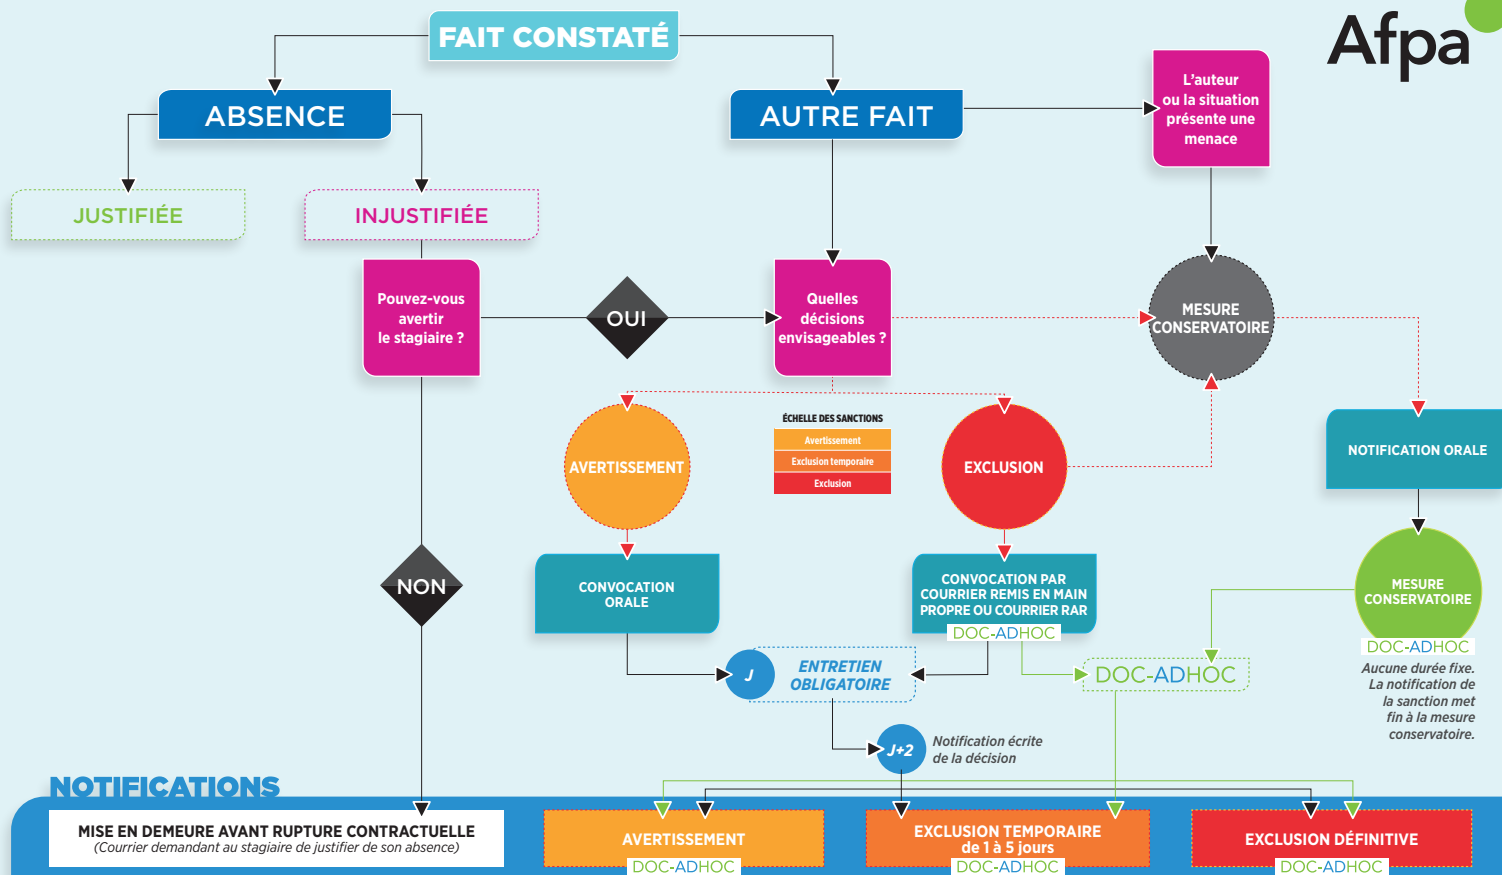 FAIT CONSTATÉ
Afpa
ABSENCE
AUTRE FAIT
L'auteur
ou la situation
présente une
menace
JUSTIFIÉE
INJUSTIFIÉE
Pouvez-vous
avertir
le stagiaire ?
OUI
Quelles
décisions
envisageables ?
MESURE
CONSERVATOIRE
ÉCHELLE DES SANCTIONS
Avertissement
Exclusion temporaire
Exclusion
AVERTISSEMENT
EXCLUSION
NOTIFICATION ORALE
NON
CONVOCATION
ORALE
CONVOCATION PAR
COURRIER REMIS EN MAIN
PROPRE OU COURRIER RAR
DOC-ADHOC
MESURE
CONSERVATOIRE
DOC-ADHOC
Aucune durée fixe.
La notification de
la sanction met
fin à la mesure
conservatoire.
J
ENTRETIEN
OBLIGATOIRE
DOC-ADHOC
J+2
Notification écrite
de la décision
NOTIFICATIONS
MISE EN DEMEURE AVANT RUPTURE CONTRACTUELLE
(Courrier demandant au stagiaire de justifier de son absence)
AVERTISSEMENT
DOC-ADHOC
EXCLUSION TEMPORAIRE
de 1 à 5 jours
DOC-ADHOC
EXCLUSION DÉFINITIVE
DOC-ADHOC